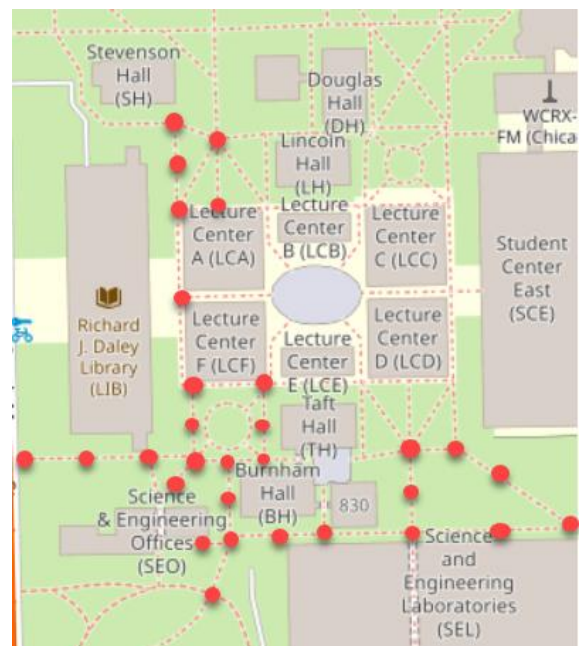 Stevenson
Hall
(SH)
Douglas
Hall
(DH)
WCRX-
FM (Chica
Lincoln
Hall
(LH)
Lecture
Center
A (LCA)
Lecture
Center
B (LCB)
Lecture
Center
C (LCC)
Student
Center
East
(SCE)
Richard
J. Daley
Library
(LIB)
Lecture
Center
F (LCF)
Lecture
Center
E (LCE)
Lecture
Center
D (LCD)
Taft
Hall
(TH)
Burnham
Hall
(BH)
830
Science
& Engineering
Offices
(SEO)
Science
and
Engineering
Laboratories
(SEL)